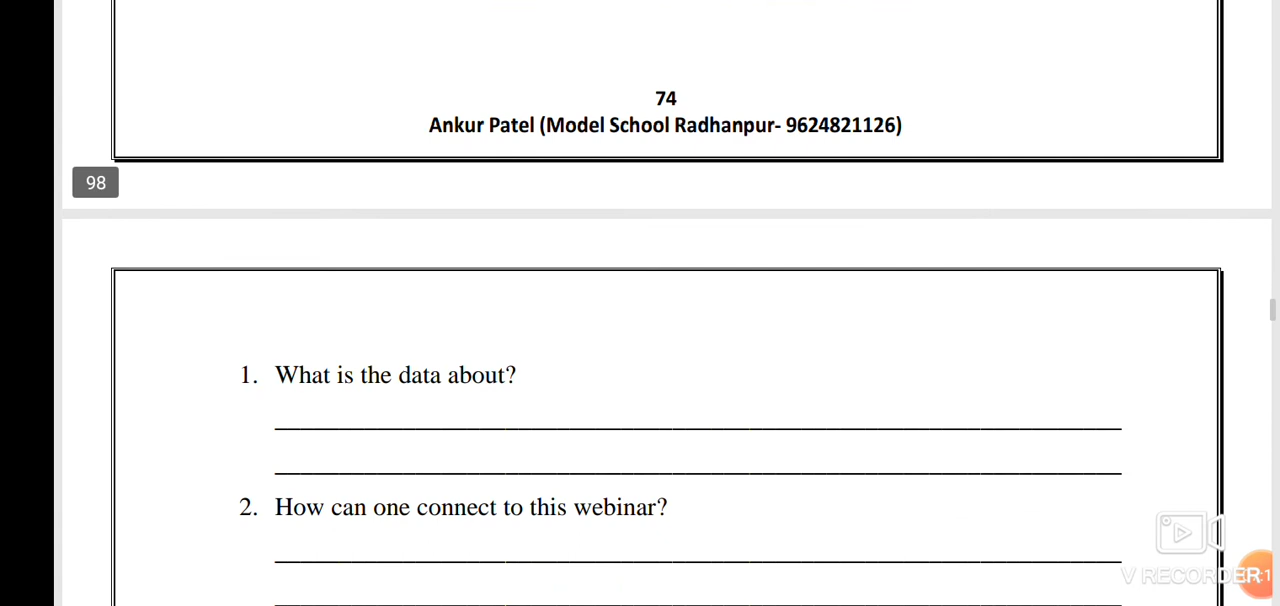 74
Ankur Patel (Model School Radhanpur- 9624821126)
98
1. What is the data about?
2. How can one connect to this webinar?
V RECORDER